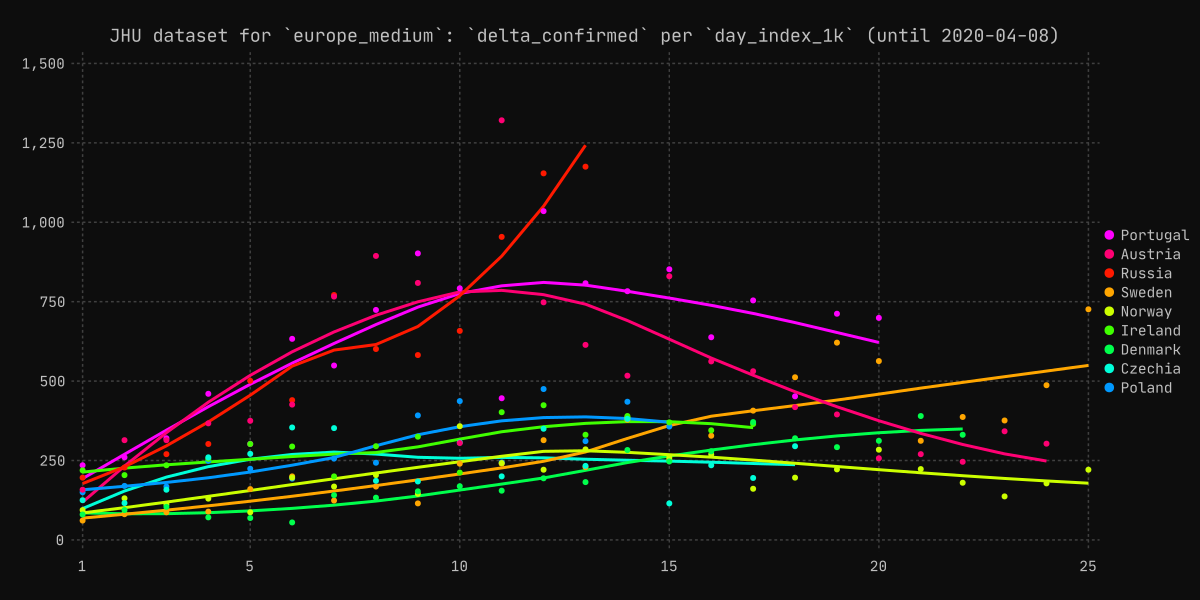 JHU dataset for `europe_medium`: `delta_confirmed` per `day_index_1k` (until 2020-04-08)
1,500
1,250
1,000
750
500
250
0
1 5 10 15 20 25
Portugal
Austria
Russia
Sweden
Norway
Ireland
Denmark
Czechia
Poland